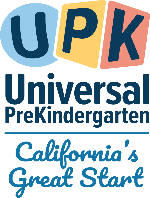 UPK
Universal
PreKindergarten
California's
Great Start